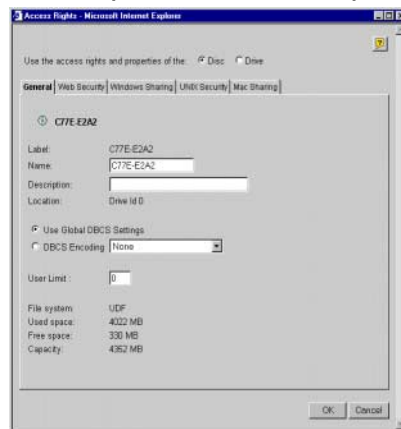 Access Rights - Microsoft Internet Explorer
?
Use the access rights and properties of the: Disc Drive
General Web Security Windows Sharing UNIX Security Mac Sharing
C77E-E2A2
Label: C77E-E2A2
Name: C77E-E2A2
Description:
Location: Drive Id 0
Use Global DBCS Settings
DBCS Encoding None
User Limit : 0
File system: UDF
Used space: 4022 MB
Free space: 330 MB
Capacity: 4352 MB
OK Cancel